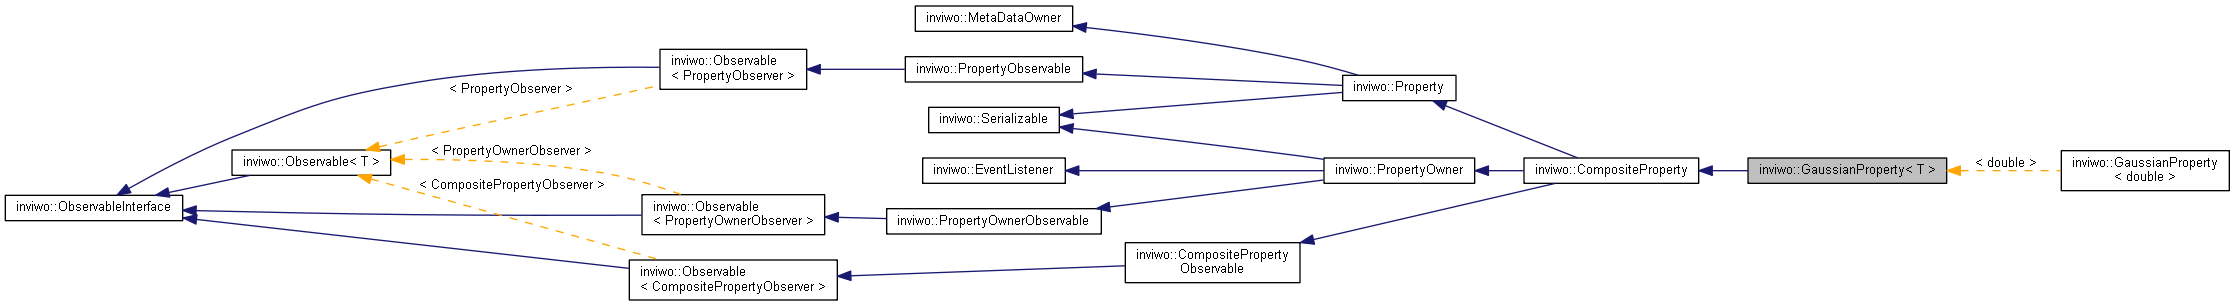 inviwo::MetaDataOwner
inviwo::Observable
< PropertyObserver >
inviwo::PropertyObservable
< PropertyObserver >
inviwo::Property
inviwo::Serializable
< PropertyOwnerObserver >
inviwo::Observable< T >
inviwo::EventListener
inviwo::PropertyOwner
inviwo::CompositeProperty
inviwo::GaussianProperty< T >
< double >
inviwo::GaussianProperty
< double >
< CompositePropertyObserver >
inviwo::ObservableInterface
inviwo::Observable
< PropertyOwnerObserver >
inviwo::PropertyOwnerObservable
inviwo::CompositeProperty
Observable
inviwo::Observable
< CompositePropertyObserver >